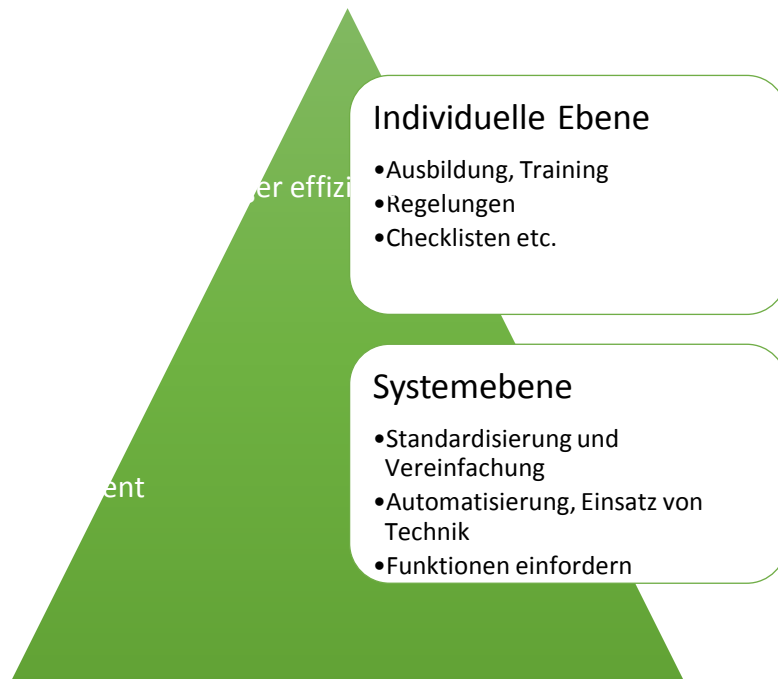 Individuelle Ebene
•Ausbildung, Training
•Regelungen
•Checklisten etc.
Systemebene
•Standardisierung und
Vereinfachung
•Automatisierung, Einsatz von
Technik
•Funktionen einfordern